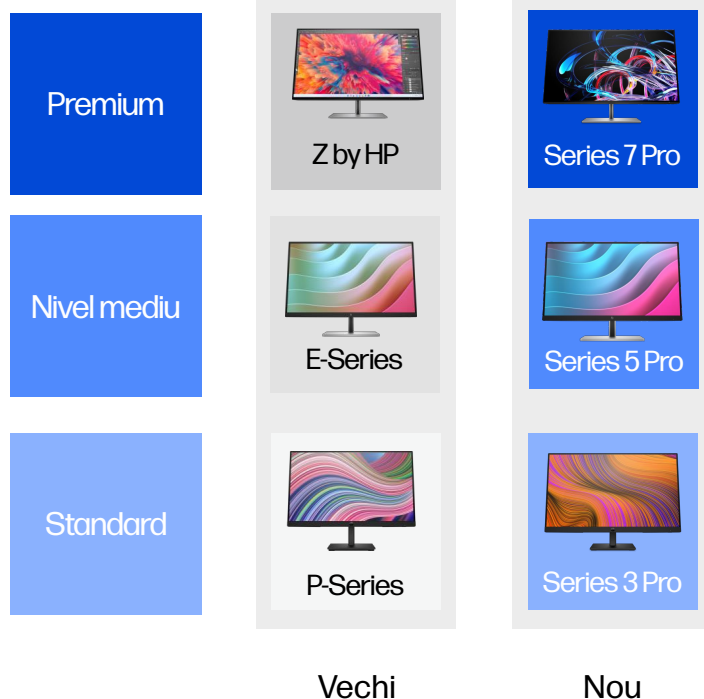 Premium
Z by HP
Series 7 Pro
Nivel mediu
E-Series
Series 5 Pro
Standard
P-Series
Series 3 Pro
Vechi
Nou